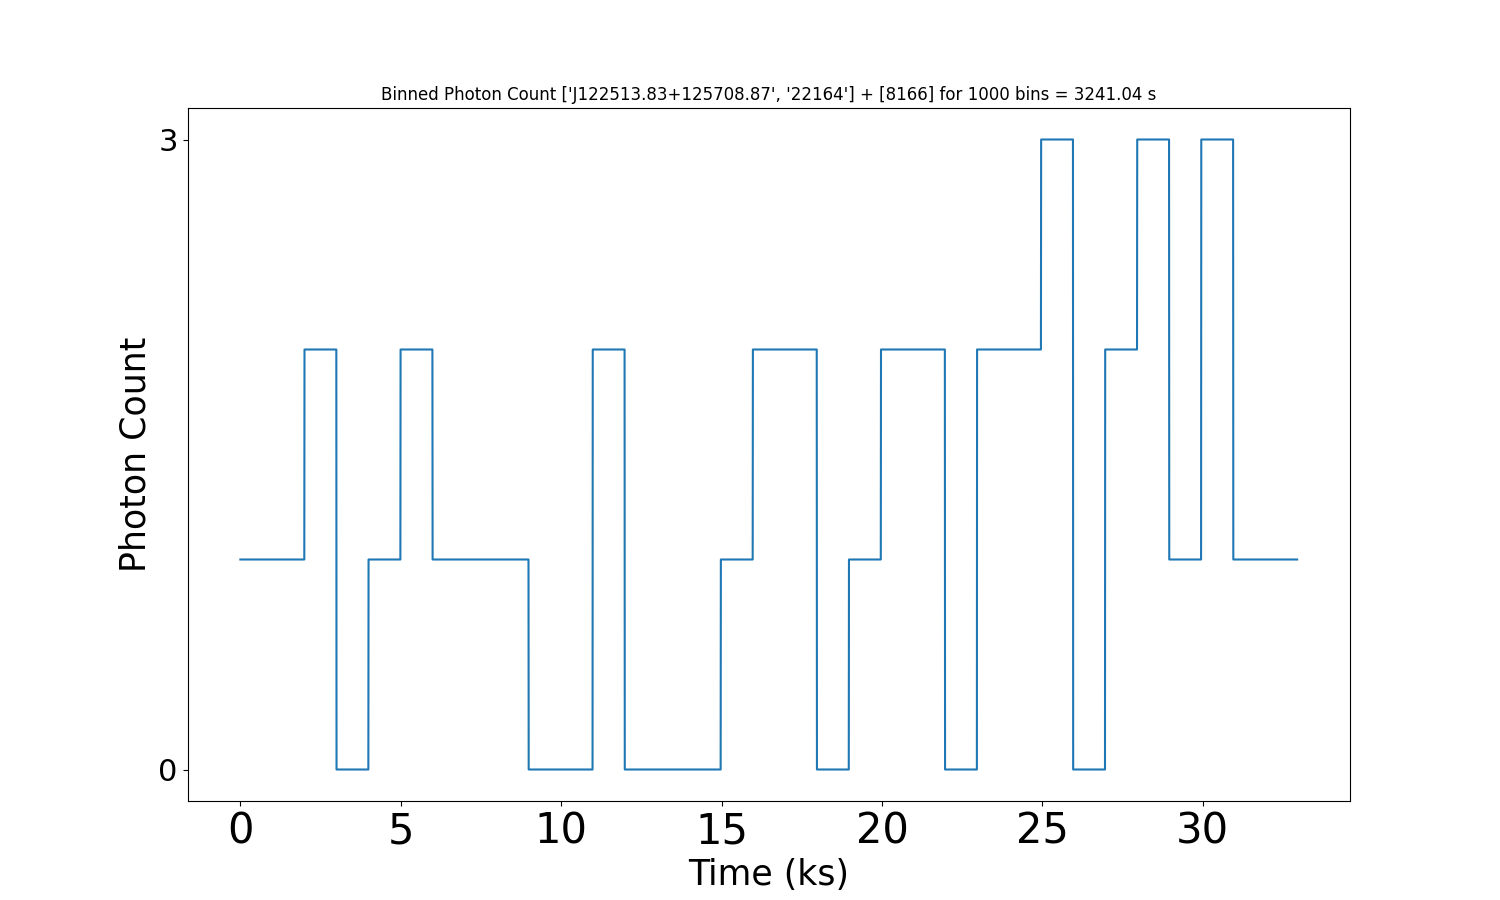 Binned Photon Count ['J122513.83+125708.87', '22164'] + [8166] for 1000 bins = 3241.04 s
3
Photon Count
0
0 5 10 15 20 25 30
Time (ks)